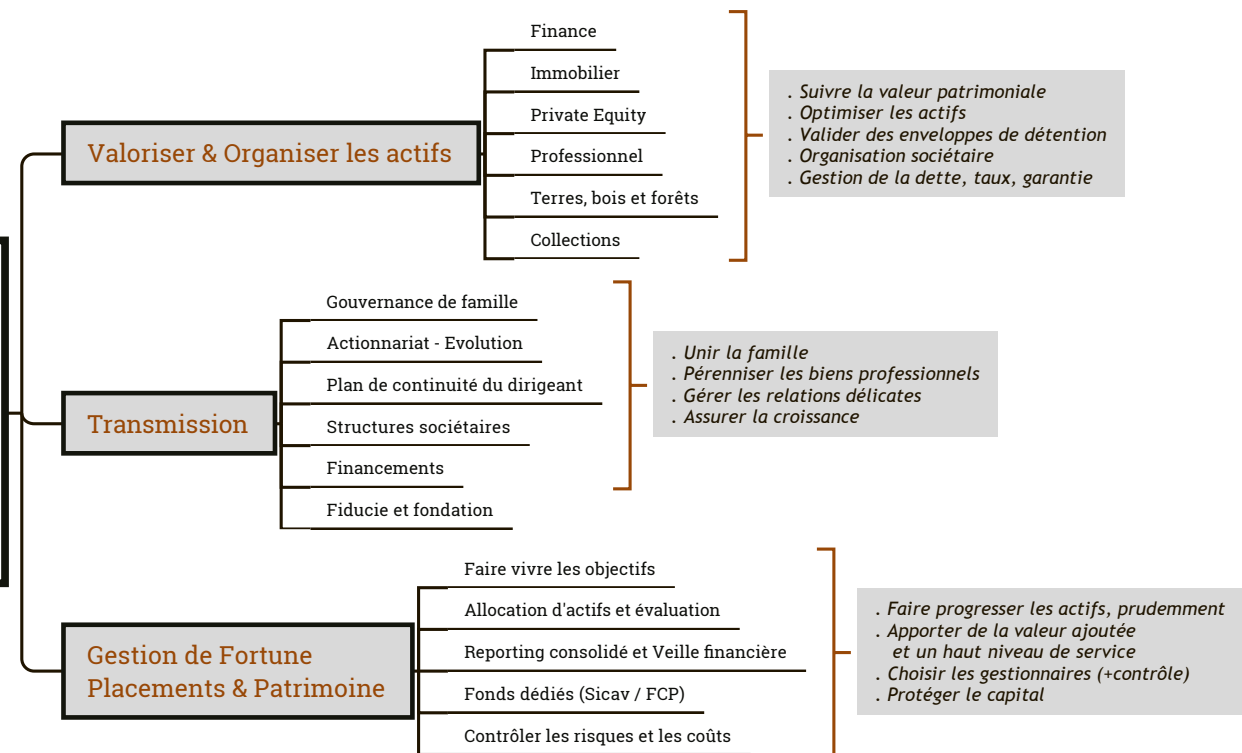 Valoriser & Organiser les actifs
Finance
Immobilier
Private Equity
Professionnel
Terres, bois et forêts
Collections
. Suivre la valeur patrimoniale
. Optimiser les actifs
. Valider des enveloppes de détention
. Organisation sociétaire
. Gestion de la dette, taux, garantie
Transmission
Gouvernance de famille
Actionnariat - Evolution
Plan de continuité du dirigeant
Structures sociétaires
Financements
Fiducie et fondation
. Unir la famille
. Pérenniser les biens professionnels
. Gérer les relations délicates
. Assurer la croissance
Gestion de Fortune
Placements & Patrimoine
Faire vivre les objectifs
Allocation d'actifs et évaluation
Reporting consolidé et Veille financière
Fonds dédiés (Sicav / FCP)
Contrôler les risques et les coûts
. Faire progresser les actifs, prudemment
. Apporter de la valeur ajoutée
et un haut niveau de service
. Choisir les gestionnaires (+contrôle)
. Protéger le capital